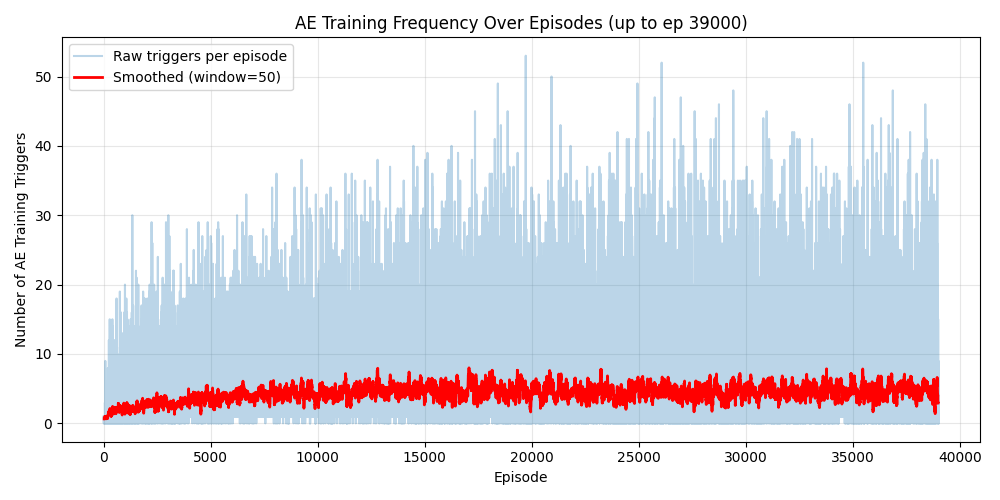 AE Training Frequency Over Episodes (up to ep 39000)
Raw triggers per episode
Smoothed (window=50)
Number of AE Training Triggers
50
40
30
20
10
0
0 5000 10000 15000 20000 25000 30000 35000 40000
Episode